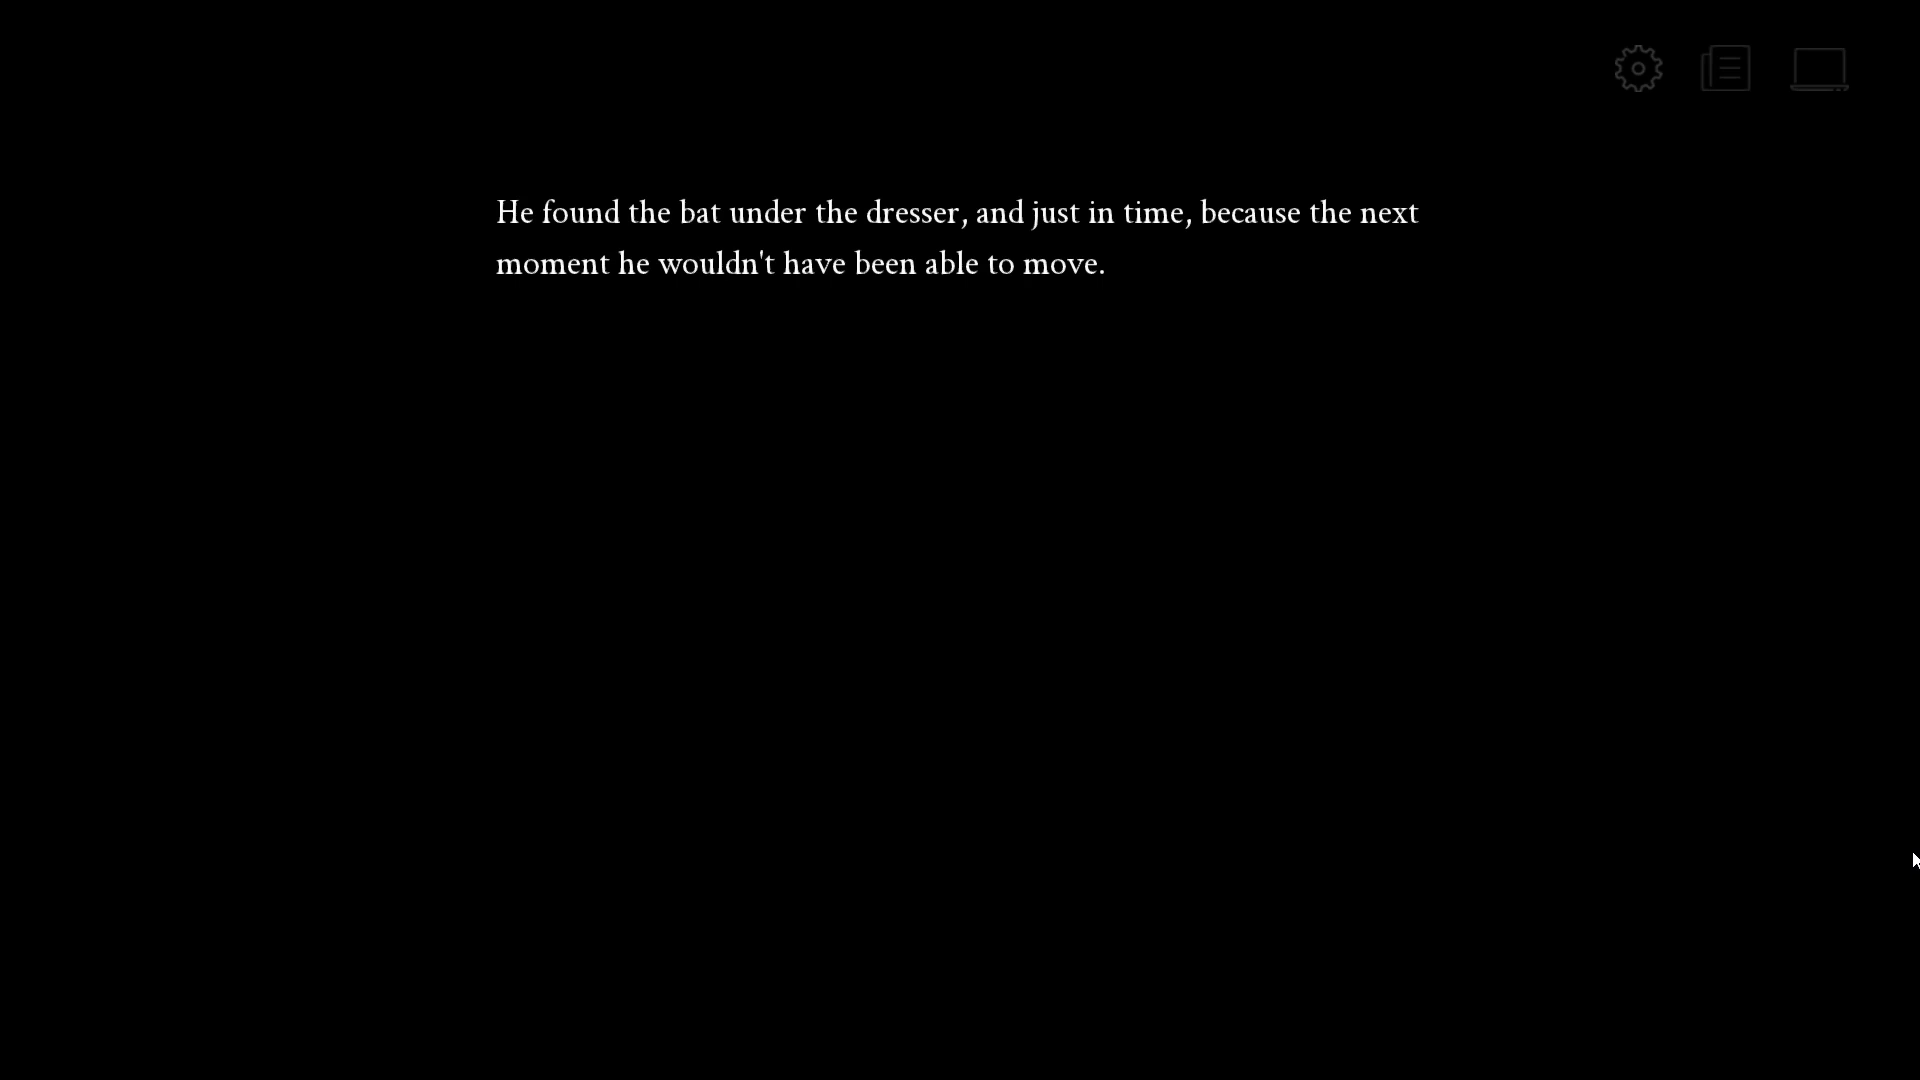 He found the bat under the dresser, and just in time, because the next
moment he wouldn't have been able to move.